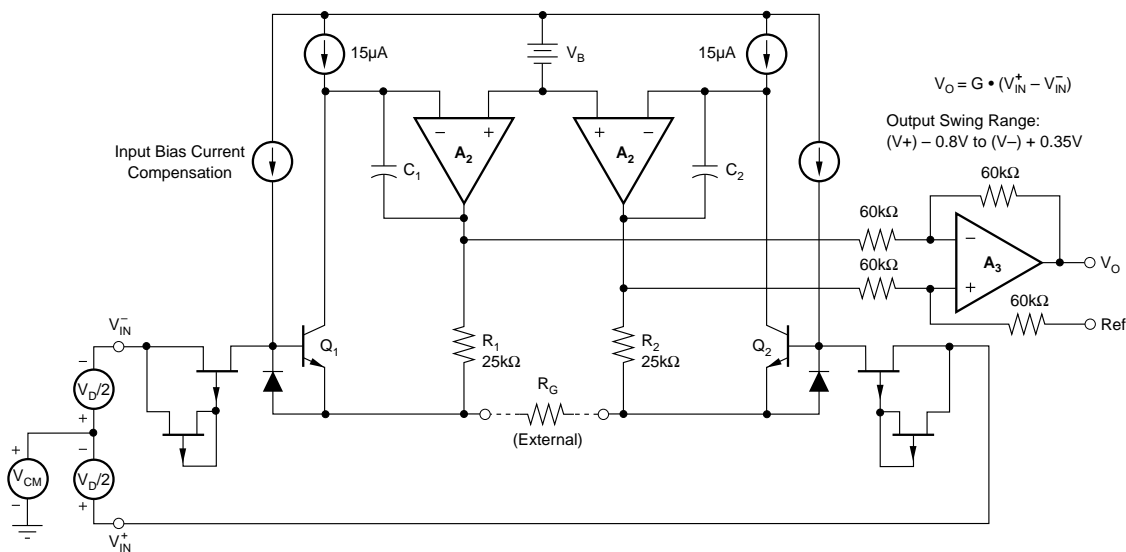 15µA
V_B
15µA
V_O = G • (V_IN^+ – V_IN^–)
Output Swing Range:
(V+) – 0.8V to (V–) + 0.35V
Input Bias Current
Compensation
C_1
– +
A_2
+ –
A_2
C_2
60kΩ
60kΩ
60kΩ
60kΩ
–
A_3
+
V_O
Ref
V_IN^–
Q_1
R_1
25kΩ
R_2
25kΩ
Q_2
R_G
(External)
–
V_D/2
+
+
V_CM
–
–
V_D/2
+
V_IN^+